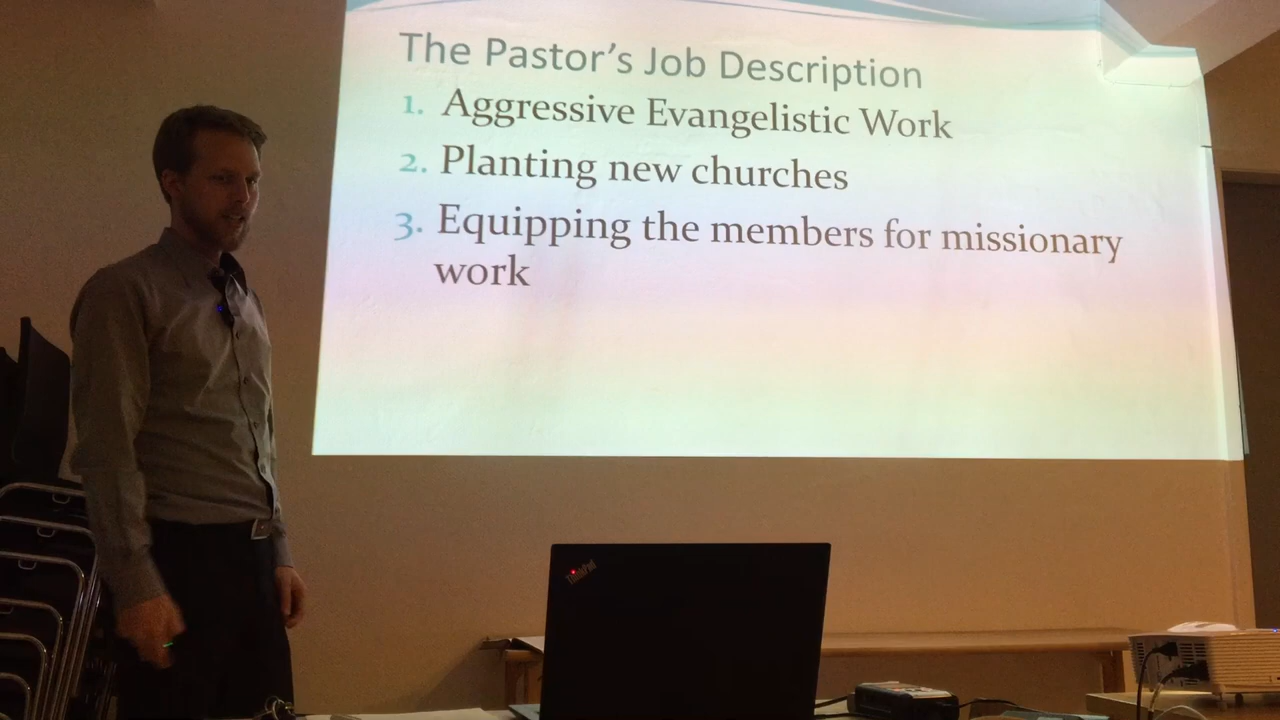 The Pastor's Job Description
1. Aggressive Evangelistic Work
2. Planting new churches
3. Equipping the members for missionary
work
ThinkPad